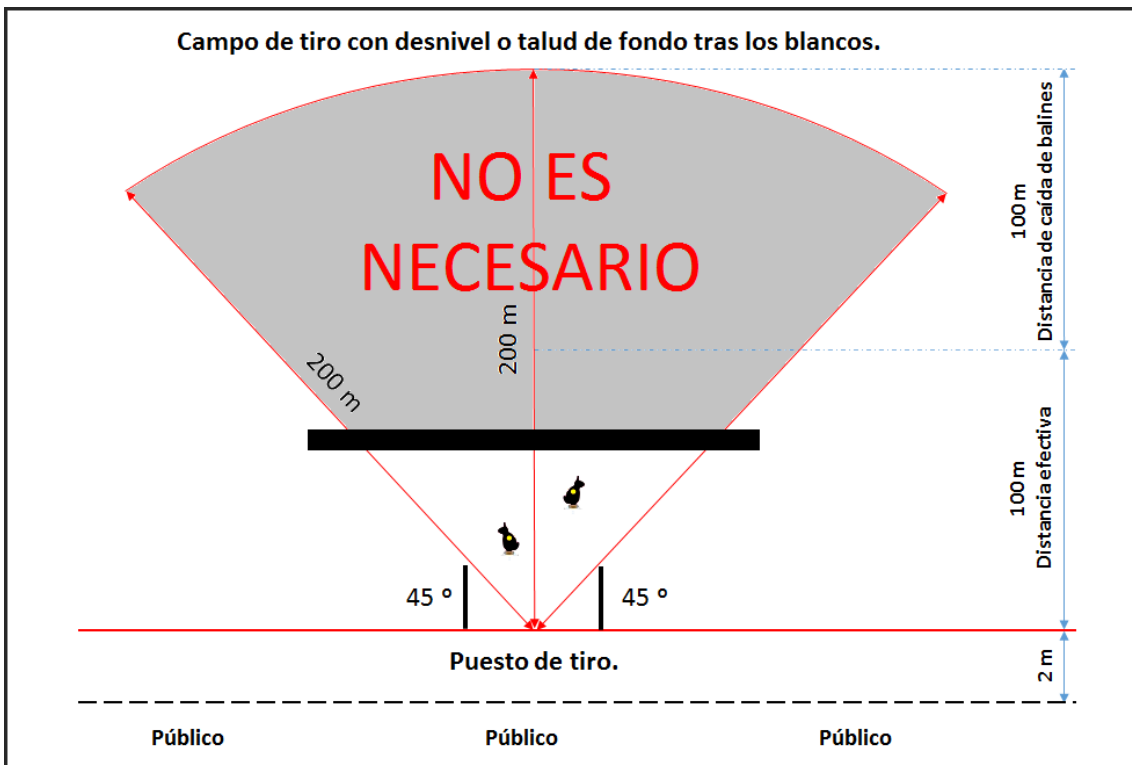 Campo de tiro con desnivel o talud de fondo tras los blancos.
NO ES
NECESARIO
200 m
200 m
100 m
Distancia de caída de balines
100 m
Distancia efectiva
45 º
45 º
Puesto de tiro.
2 m
Público
Público
Público